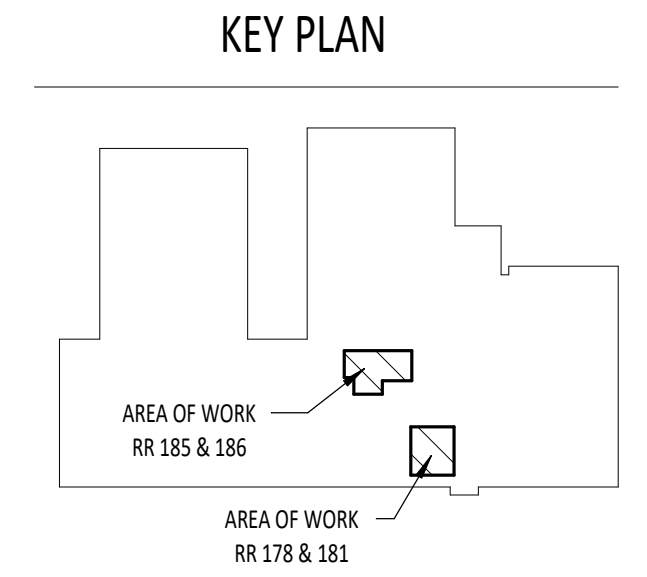 KEY PLAN
AREA OF WORK
RR 185 & 186
AREA OF WORK
RR 178 & 181